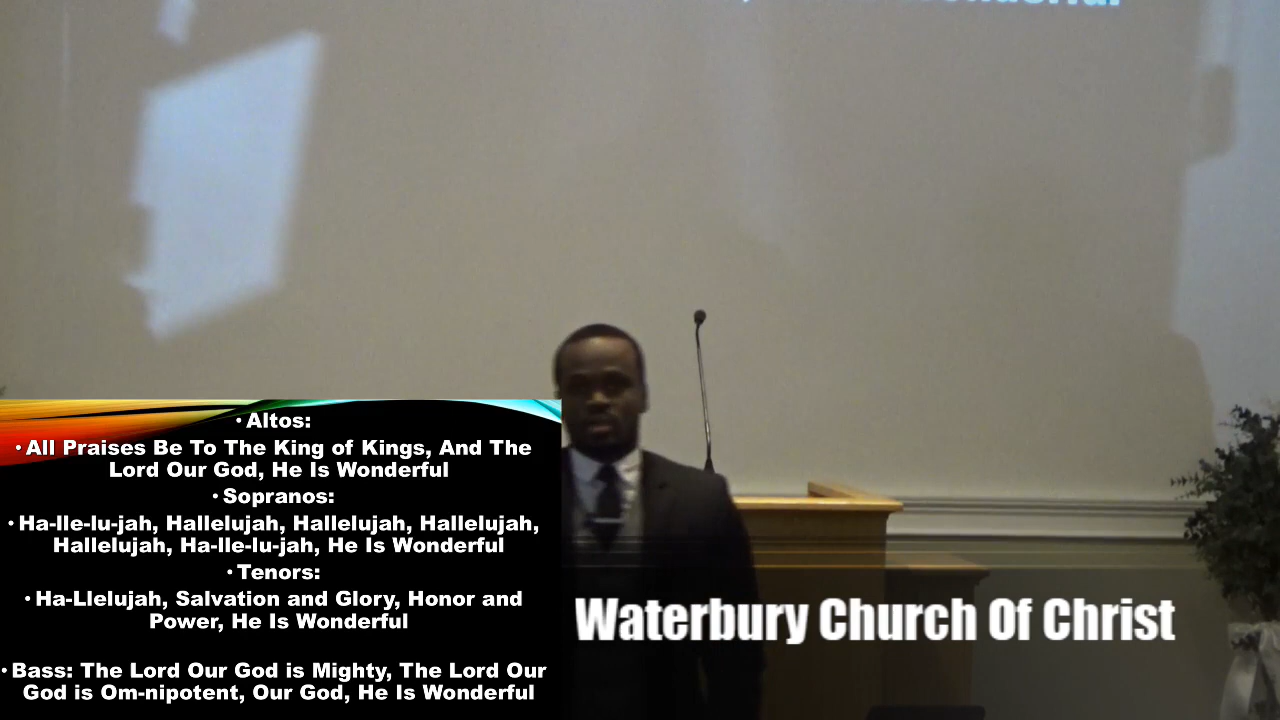 • Altos:
• All Praises Be To The King of Kings, And The
Lord Our God, He Is Wonderful
• Sopranos:
• Ha-lle-lu-jah, Hallelujah, Hallelujah, Hallelujah,
Hallelujah, Ha-lle-lu-jah, He Is Wonderful
• Tenors:
• Ha-Llelujah, Salvation and Glory, Honor and
Power, He Is Wonderful
• Bass: The Lord Our God is Mighty, The Lord Our
God is Om-nipotent, Our God, He Is Wonderful
Waterbury Church Of Christ